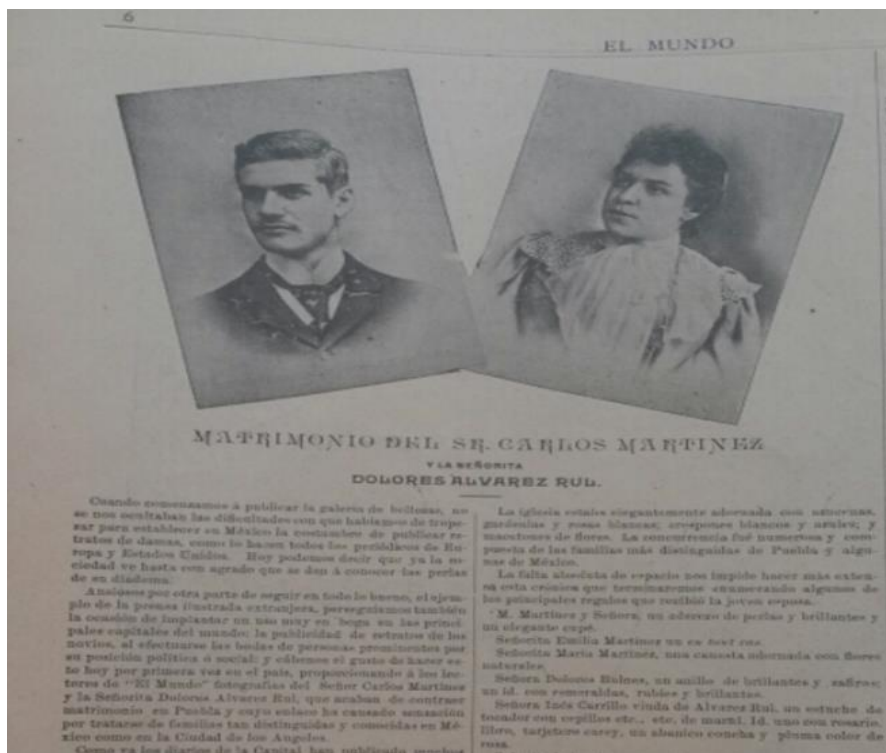 6
EL MUNDO
MATRIMONIO DEL SR. CARLOS MARTINEZ
Y LA SEÑORITA
DOLORES ALVAREZ RUL.
Cuando comenzamos á publicar la galería de bellezas, no
se nos ocultaban las dificultades con que habíamos de trope-
zar para establecer en México la costumbre de publicar re-
tratos de damas, como lo hacen todos los periódicos de Eu-
ropa y Estados Unidos. Hoy podemos decir que ya la so-
ciedad ve hasta con agrado que se den á conocer las perlas
de su diadema.
Ansiosos por otra parte de seguir en todo lo bueno, el ejem-
plo de la prensa ilustrada extranjera, perseguíamos también
la ocasión de implantar un uso muy en boga en las princi-
pales capitales del mundo: la publicidad de retratos de los
novios, al efectuarse las bodas de personas prominentes por
su posición política ó social; y cábenos el gusto de hacer es-
to hoy por primera vez en el país, proporcionando á los lec-
tores de "El Mundo" fotografías del Señor Carlos Martinez
y la Señorita Dolores Alvarez Rul, que acaban de contraer
matrimonio en Puebla y cuyo enlace ha causado sensación
por tratarse de familias tan distinguidas y conocidas en Mé-
xico como en la Ciudad de los Angeles.
Como ya los diarios de la Capital han publicado
La iglesia estaba elegantemente adornada con azucenas,
gardenias y rosas blancas; crespones blancos y azules; y
macetones de flores. La concurrencia fué numerosa y com-
puesta de las familias más distinguidas de Puebla y algu-
nas de México.
La falta absoluta de espacio nos impide hacer más exten-
sa esta crónica que terminaremos enumerando algunos de
los principales regalos que recibió la joven esposa.
M. Martinez y Señora, un aderezo de perlas y brillantes y
un elegante cupé.
Señorita Emilia Martinez un
Señorita María Martinez, una canasta adornada con flores
naturales.
Señora Dolores Bulnes, un anillo de brillantes y zafiros;
un id. con esmeraldas, rubíes y brillantes.
Señora Inés Carrillo viuda de Alvarez Rul, un estuche de
tocador con cepillos etc., etc. de marfil. Id. uno con rosario,
libro, tarjetero carey, un abanico concha y pluma color de
rosa.